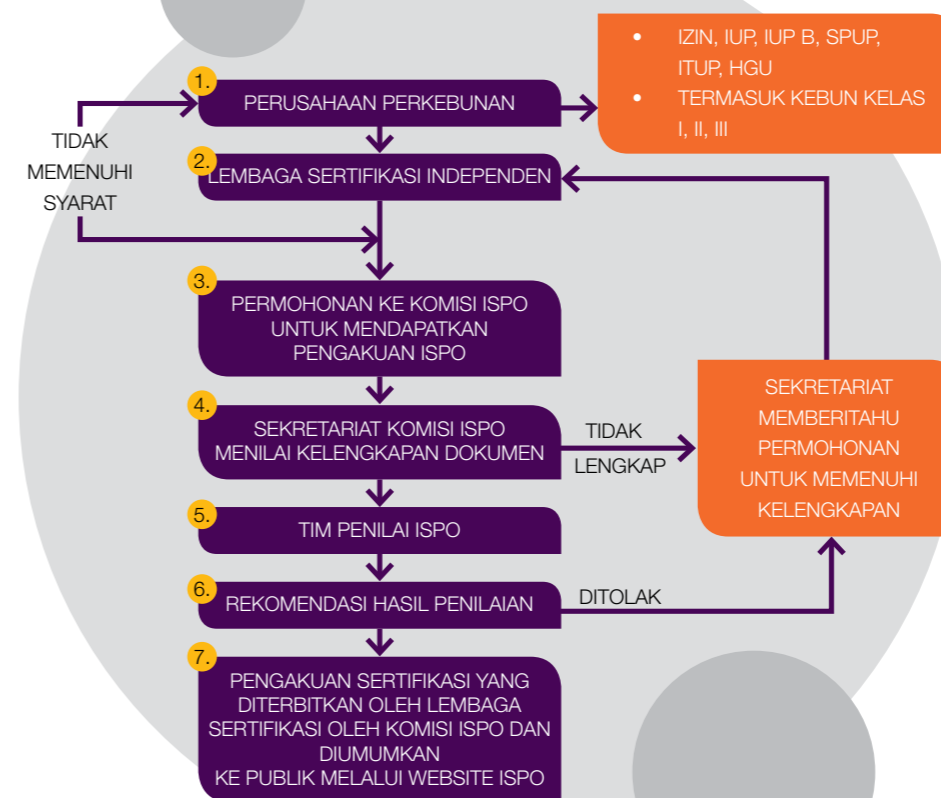 1.
PERUSAHAAN PERKEBUNAN
• IZIN, IUP, IUP B, SPUP,
ITUP, HGU
• TERMASUK KEBUN KELAS
I, II, III
TIDAK
MEMENUHI
SYARAT
2.
LEMBAGA SERTIFIKASI INDEPENDEN
3.
PERMOHONAN KE KOMISI ISPO
UNTUK MENDAPATKAN
PENGAKUAN ISPO
4.
SEKRETARIAT KOMISI ISPO
MENILAI KELENGKAPAN DOKUMEN
TIDAK
LENGKAP
SEKRETARIAT
MEMBERITAHU
PERMOHONAN
UNTUK MEMENUHI
KELENGKAPAN
5.
TIM PENILAI ISPO
6.
REKOMENDASI HASIL PENILAIAN
DITOLAK
7.
PENGAKUAN SERTIFIKASI YANG
DITERBITKAN OLEH LEMBAGA
SERTIFIKASI OLEH KOMISI ISPO DAN
DIUMUMKAN
KE PUBLIK MELALUI WEBSITE ISPO